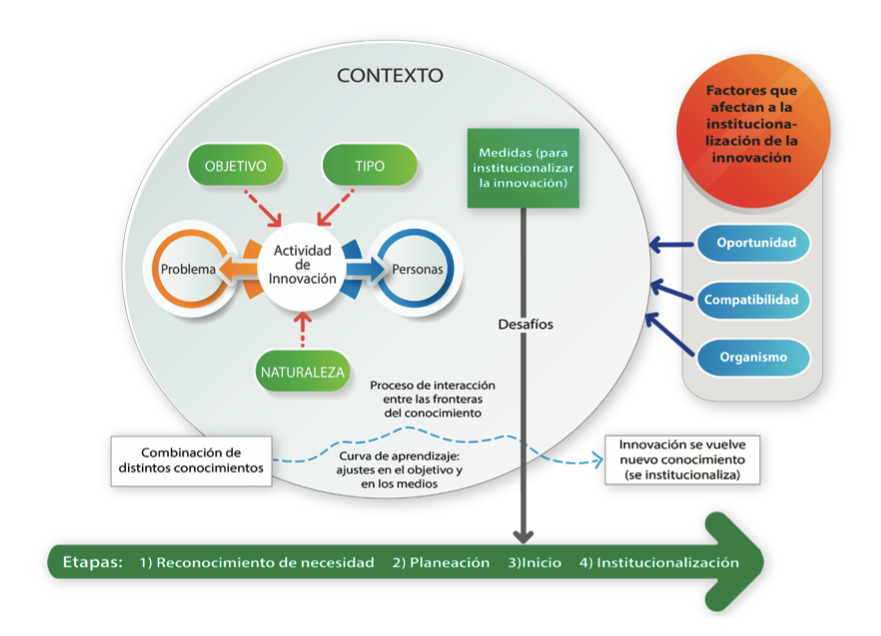 CONTEXTO
OBJETIVO
TIPO
Problema
Actividad
de
Innovación
Personas
NATURALEZA
Medidas (para
institucionalizar
la innovación)
Desafíos
Factores que
afectan a la
instituciona-
lización de la
innovación
Oportunidad
Compatibilidad
Organismo
Proceso de interacción
entre las fronteras
del conocimiento
Combinación de
distintos conocimientos
Curva de aprendizaje:
ajustes en el objetivo y
en los medios
Innovación se vuelve
nuevo conocimiento
(se institucionaliza)
Etapas: 1) Reconocimiento de necesidad 2) Planeación 3)Inicio 4) Institucionalización